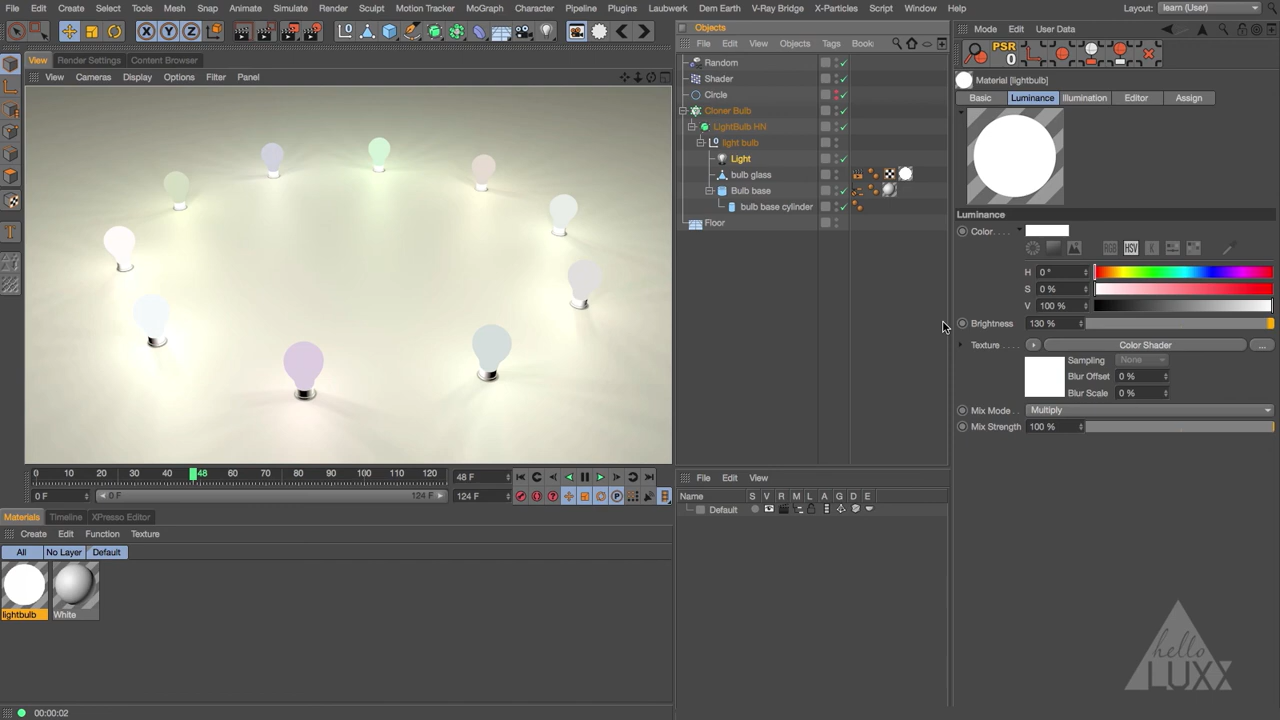 File Edit Create Select Tools Mesh Snap Animate Simulate Render Sculpt Motion Tracker MoGraph Character Pipeline Plugins Laubwerk Dem Earth V-Ray Bridge X-Particles Script Window Help Layout: learn (User)
X Y Z
View Render Settings Content Browser
View Cameras Display Options Filter Panel
0 10 20 30 40 48 60 70 80 90 100 110 120 48 F
0 F 0 F 124 F 124 F
P
Materials Timeline XPresso Editor
Create Edit Function Texture
All No Layer Default
lightbulb White
00:00:02
Objects
File Edit View Objects Tags Book
Random
Shader
Circle
Cloner Bulb
LightBulb HN
light bulb
Light
bulb glass
Bulb base
bulb base cylinder
Floor
File Edit View
Name S V R M L A G D E
Default
Mode Edit User Data
PSR
0
Material [lightbulb]
Basic Luminance Illumination Editor Assign
Luminance
Color
RGB HSV K
H 0 °
S 0 %
V 100 %
Brightness 130 %
Texture . . . . Color Shader ...
Sampling None
Blur Offset 0 %
Blur Scale 0 %
Mix Mode . . Multiply
Mix Strength 100 %
hello
LUXX